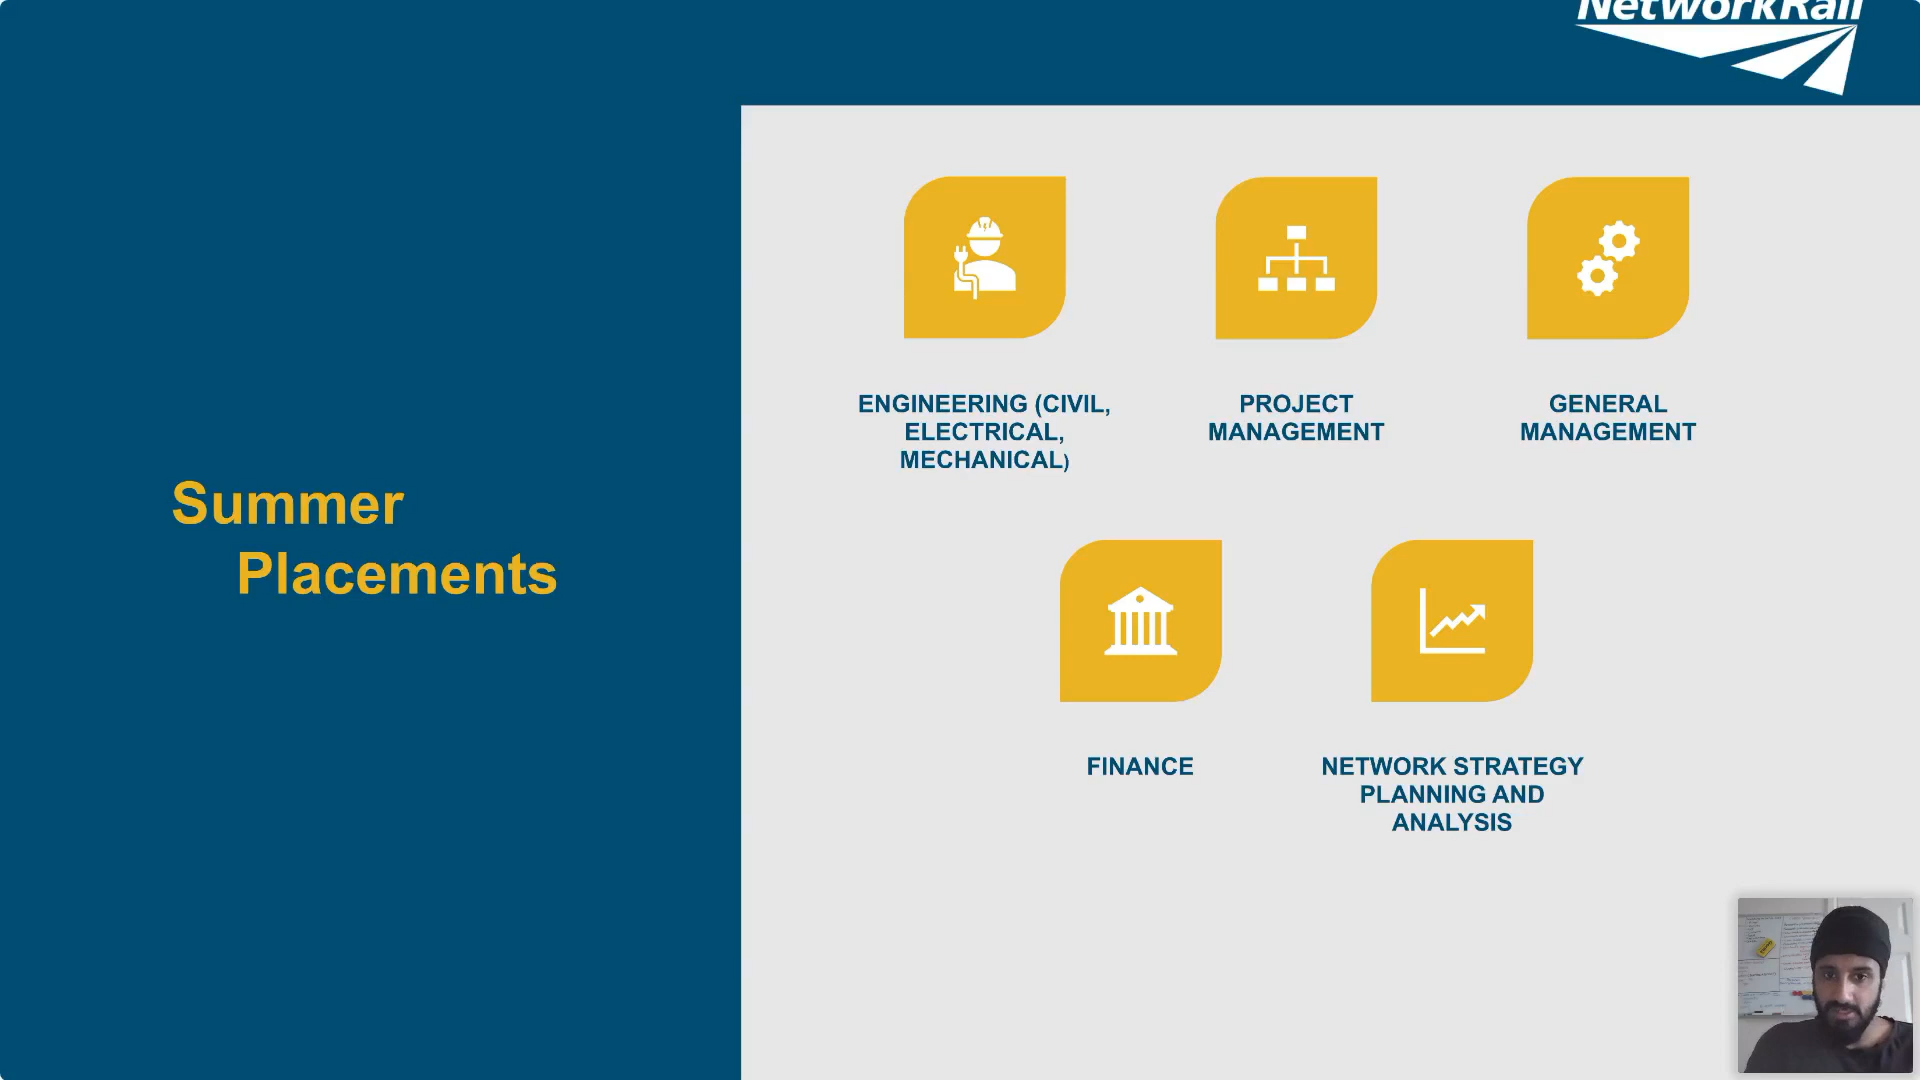 NetworkRail
Summer
Placements
ENGINEERING (CIVIL,
ELECTRICAL,
MECHANICAL)
PROJECT
MANAGEMENT
GENERAL
MANAGEMENT
FINANCE
NETWORK STRATEGY
PLANNING AND
ANALYSIS